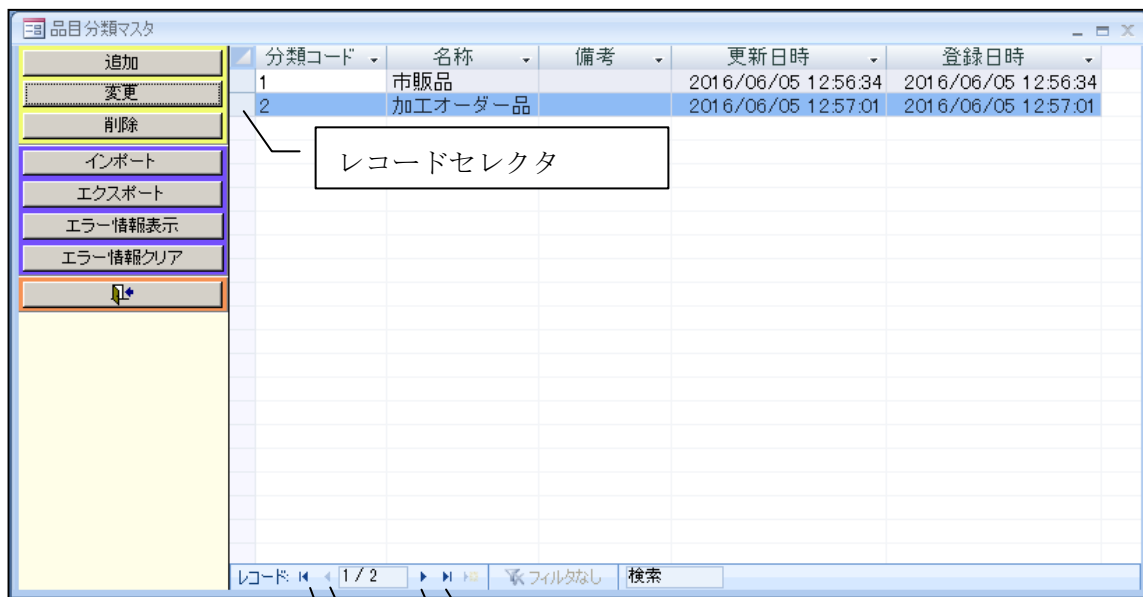 品目分類マスタ
追加
変更
削除
インポート
エクスポート
エラー情報表示
エラー情報クリア
分類コード 名称 備考 更新日時 登録日時
1 市販品 2016/06/05 12:56:34 2016/06/05 12:56:34
2 加工オーダー品 2016/06/05 12:57:01 2016/06/05 12:57:01
レコードセレクタ
レコード: 1 / 2 フィルタなし 検索